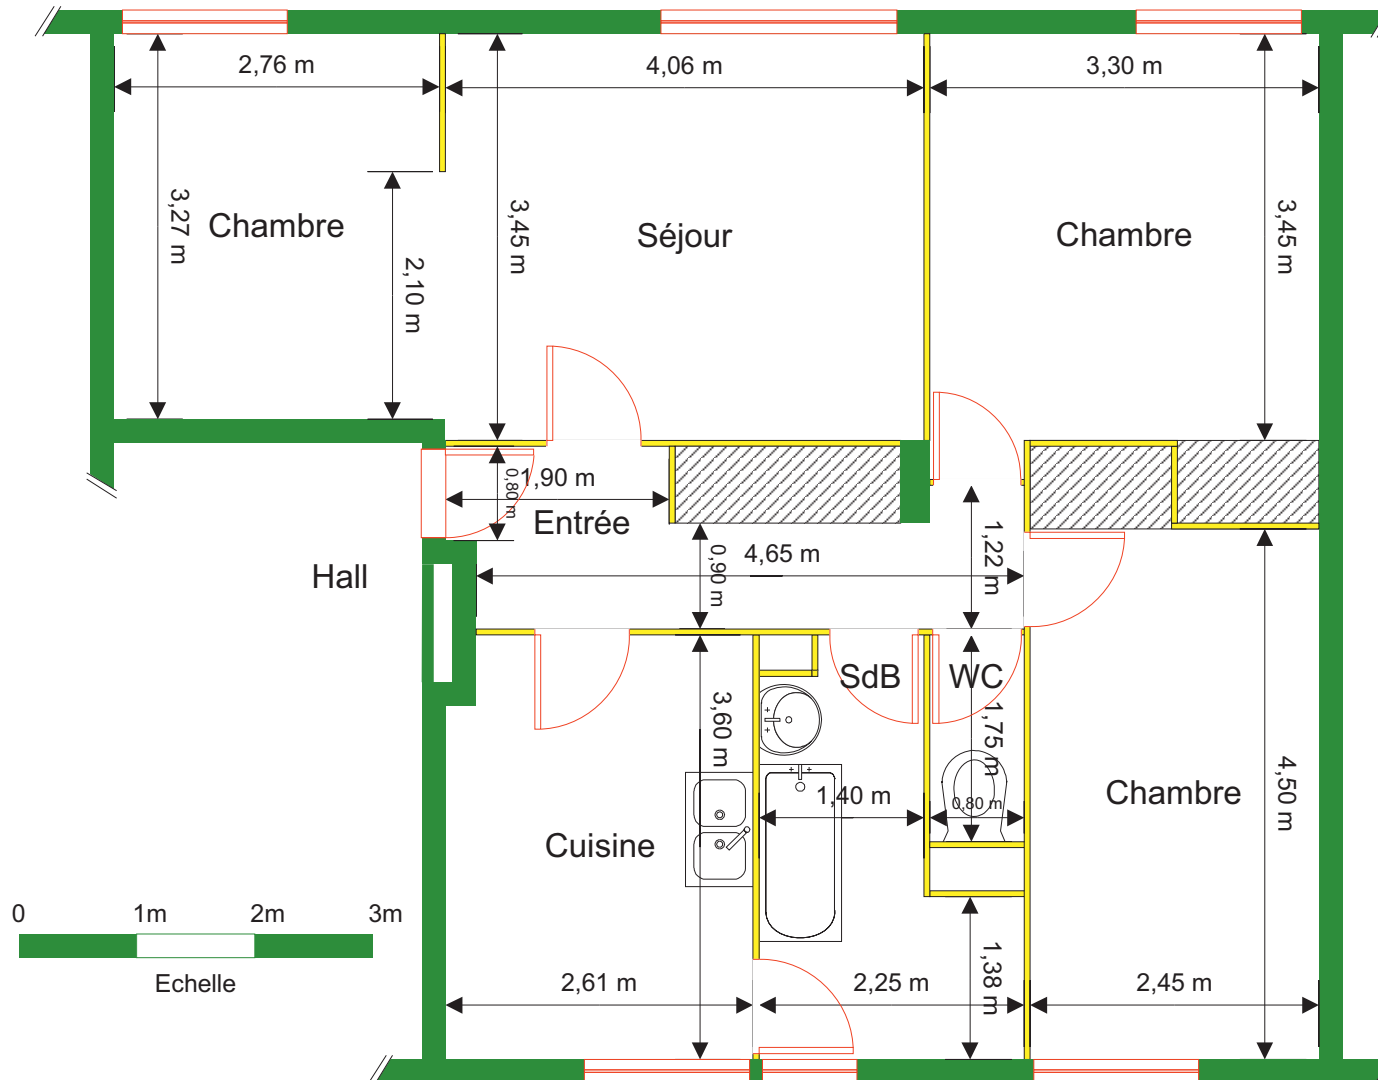 2,76 m
4,06 m
3,30 m
3,27 m
Chambre
2,10 m
3,45 m
Séjour
Chambre
3,45 m
0,80 m
1,90 m
Entrée
Hall
0,90 m
4,65 m
1,22 m
SdB
WC
3,60 m
1,75 m
1,40 m
0,80 m
Chambre
4,50 m
Cuisine
0
1m
2m
3m
Echelle
2,61 m
2,25 m
1,38 m
2,45 m